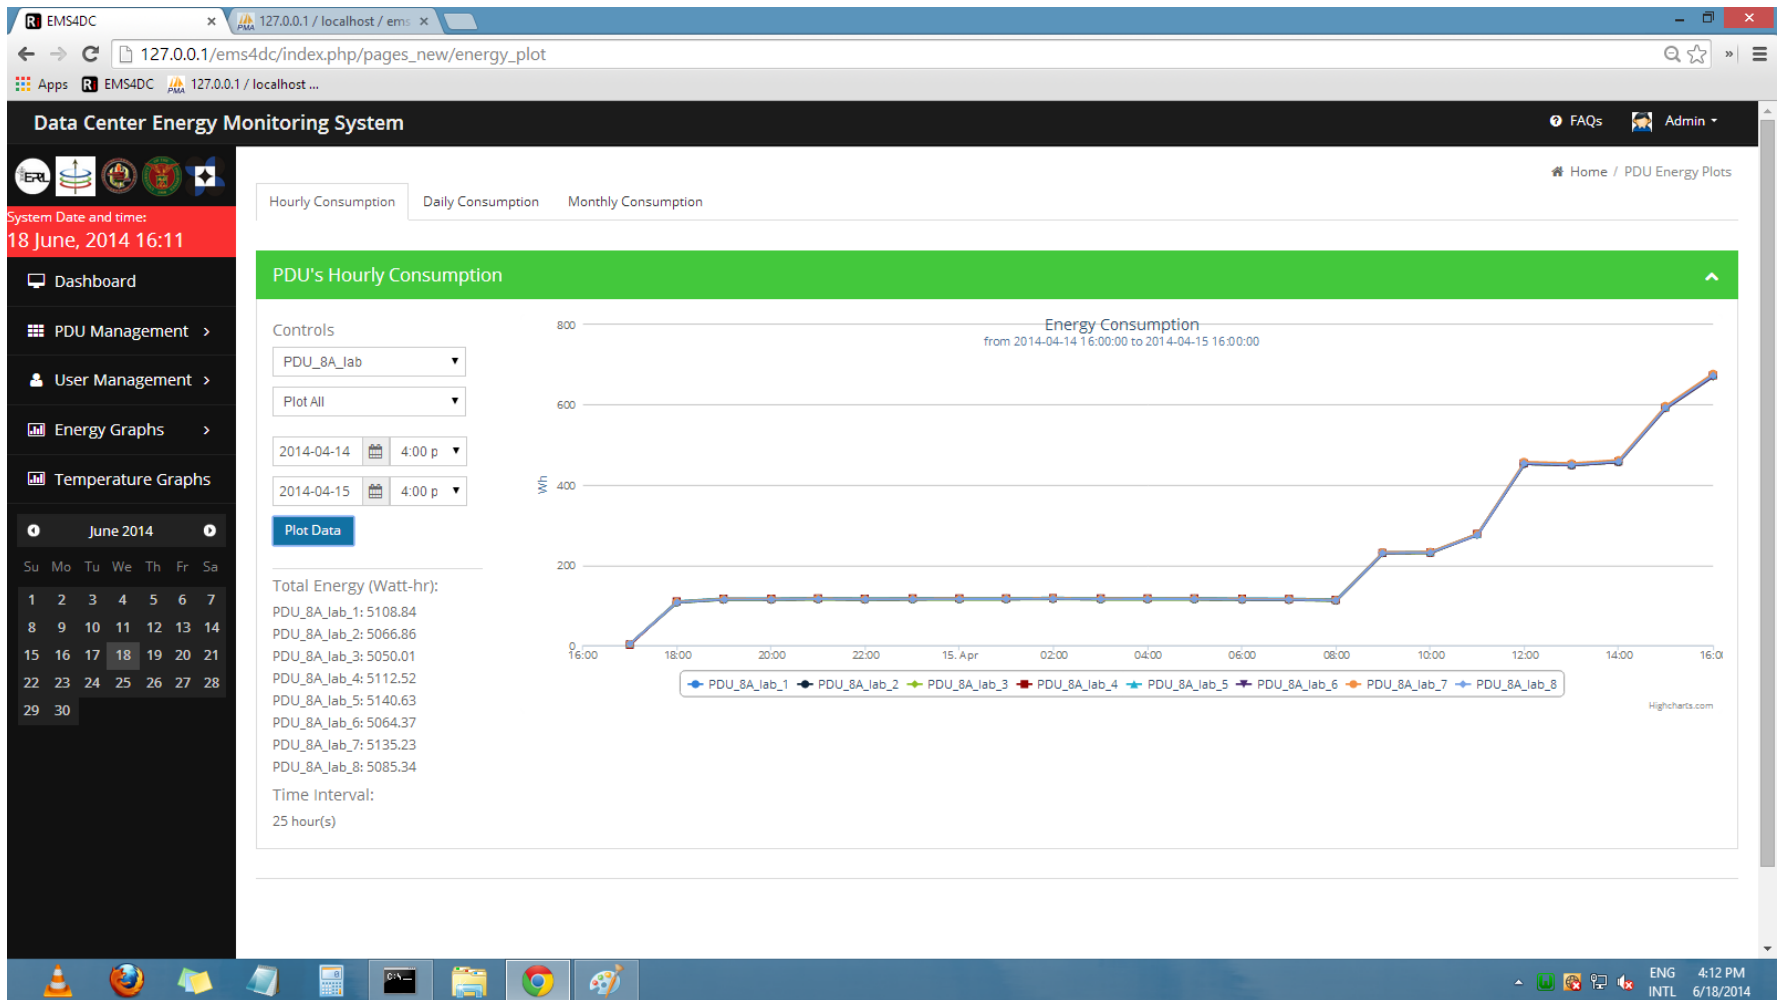 EMS4DC
127.0.0.1 / localhost / ems
127.0.0.1/ems4dc/index.php/pages_new/energy_plot
Apps EMS4DC 127.0.0.1 / localhost ...
Data Center Energy Monitoring System
FAQs Admin
System Date and time:
18 June, 2014 16:11
Dashboard
PDU Management
User Management
Energy Graphs
Temperature Graphs
June 2014
Su Mo Tu We Th Fr Sa
1 2 3 4 5 6 7
8 9 10 11 12 13 14
15 16 17 18 19 20 21
22 23 24 25 26 27 28
29 30
Home / PDU Energy Plots
Hourly Consumption Daily Consumption Monthly Consumption
PDU's Hourly Consumption
Controls
PDU_8A_lab
Plot All
2014-04-14 4:00 p
2014-04-15 4:00 p
Plot Data
Total Energy (Watt-hr):
PDU_8A_lab_1: 5108.84
PDU_8A_lab_2: 5066.86
PDU_8A_lab_3: 5050.01
PDU_8A_lab_4: 5112.52
PDU_8A_lab_5: 5140.63
PDU_8A_lab_6: 5064.37
PDU_8A_lab_7: 5135.23
PDU_8A_lab_8: 5085.34
Time Interval:
25 hour(s)
Energy Consumption
from 2014-04-14 16:00:00 to 2014-04-15 16:00:00
Wh
800
600
400
200
0
16:00 18:00 20:00 22:00 15. Apr 02:00 04:00 06:00 08:00 10:00 12:00 14:00 16:0
PDU_8A_lab_1 PDU_8A_lab_2 PDU_8A_lab_3 PDU_8A_lab_4 PDU_8A_lab_5 PDU_8A_lab_6 PDU_8A_lab_7 PDU_8A_lab_8
Highcharts.com
ENG 4:12 PM
INTL 6/18/2014